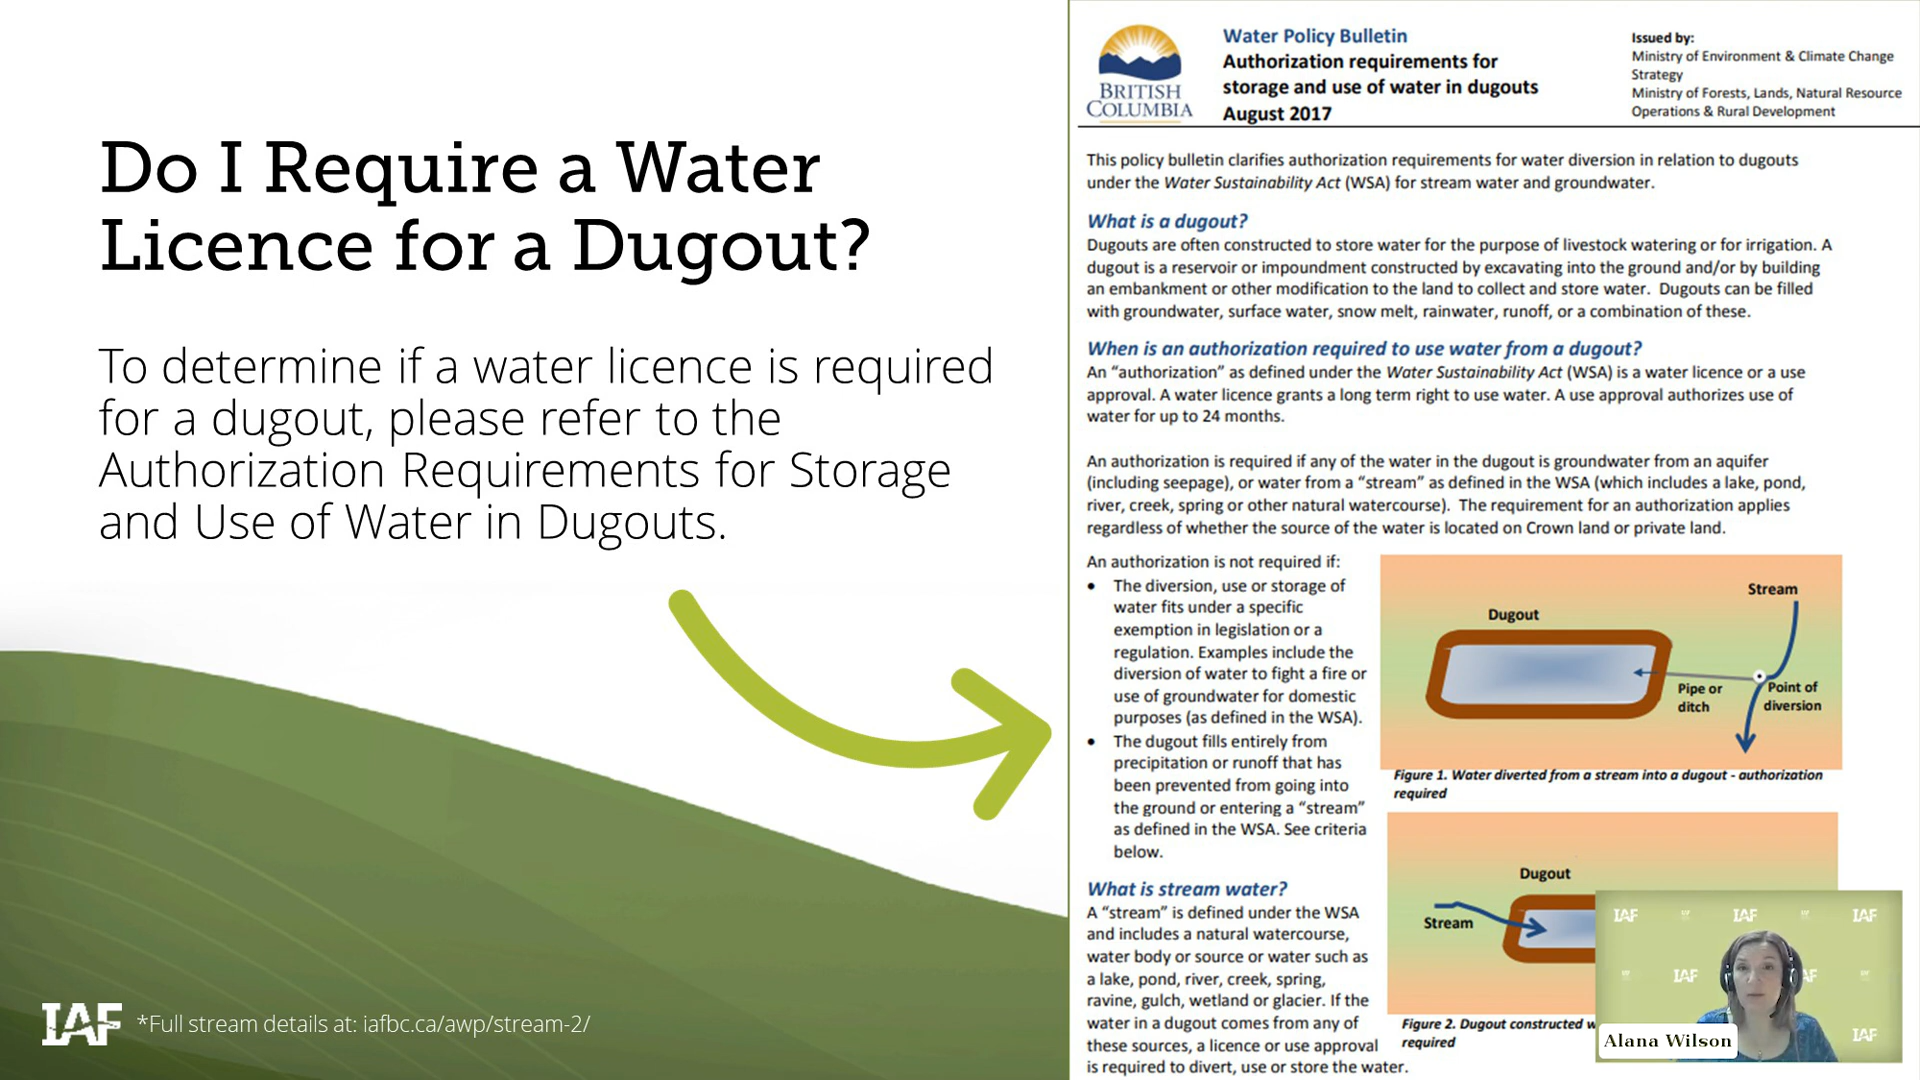 Do I Require a Water
Licence for a Dugout?
To determine if a water licence is required
for a dugout, please refer to the
Authorization Requirements for Storage
and Use of Water in Dugouts.
IAF
*Full stream details at: iafbc.ca/awp/stream-2/
BRITISH
COLUMBIA
Water Policy Bulletin
Authorization requirements for
storage and use of water in dugouts
August 2017
Issued by:
Ministry of Environment & Climate Change
Strategy
Ministry of Forests, Lands, Natural Resource
Operations & Rural Development
This policy bulletin clarifies authorization requirements for water diversion in relation to dugouts
under the Water Sustainability Act (WSA) for stream water and groundwater.
What is a dugout?
Dugouts are often constructed to store water for the purpose of livestock watering or for irrigation. A
dugout is a reservoir or impoundment constructed by excavating into the ground and/or by building
an embankment or other modification to the land to collect and store water. Dugouts can be filled
with groundwater, surface water, snow melt, rainwater, runoff, or a combination of these.
When is an authorization required to use water from a dugout?
An “authorization” as defined under the Water Sustainability Act (WSA) is a water licence or a use
approval. A water licence grants a long term right to use water. A use approval authorizes use of
water for up to 24 months.
An authorization is required if any of the water in the dugout is groundwater from an aquifer
(including seepage), or water from a “stream” as defined in the WSA (which includes a lake, pond,
river, creek, spring or other natural watercourse). The requirement for an authorization applies
regardless of whether the source of the water is located on Crown land or private land.
An authorization is not required if:
• The diversion, use or storage of
water fits under a specific
exemption in legislation or a
regulation. Examples include the
diversion of water to fight a fire or
use of groundwater for domestic
purposes (as defined in the WSA).
• The dugout fills entirely from
precipitation or runoff that has
been prevented from going into
the ground or entering a “stream”
as defined in the WSA. See criteria
below.
What is stream water?
A “stream” is defined under the WSA
and includes a natural watercourse,
water body or source or water such as
a lake, pond, river, creek, spring,
ravine, gulch, wetland or glacier. If the
water in a dugout comes from any of
these sources, a licence or use approval
is required to divert, use or store the water.
Stream
Dugout
Pipe or
ditch
Point of
diversion
Figure 1. Water diverted from a stream into a dugout - authorization
required
Dugout
Stream
Figure 2. Dugout constructed
required
IAF
IAF
IAF
IAF
AF
IAF
Alana Wilson